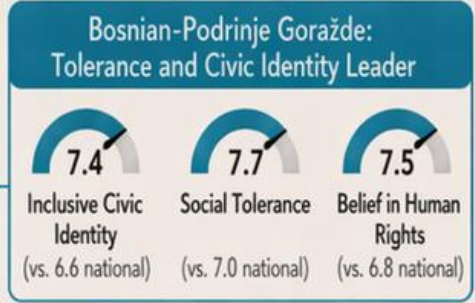 Bosnian-Podrinje Goražde:
Tolerance and Civic Identity Leader
7.4
Inclusive Civic
Identity
(vs. 6.6 national)
7.7
Social Tolerance
(vs. 7.0 national)
7.5
Belief in Human
Rights
(vs. 6.8 national)